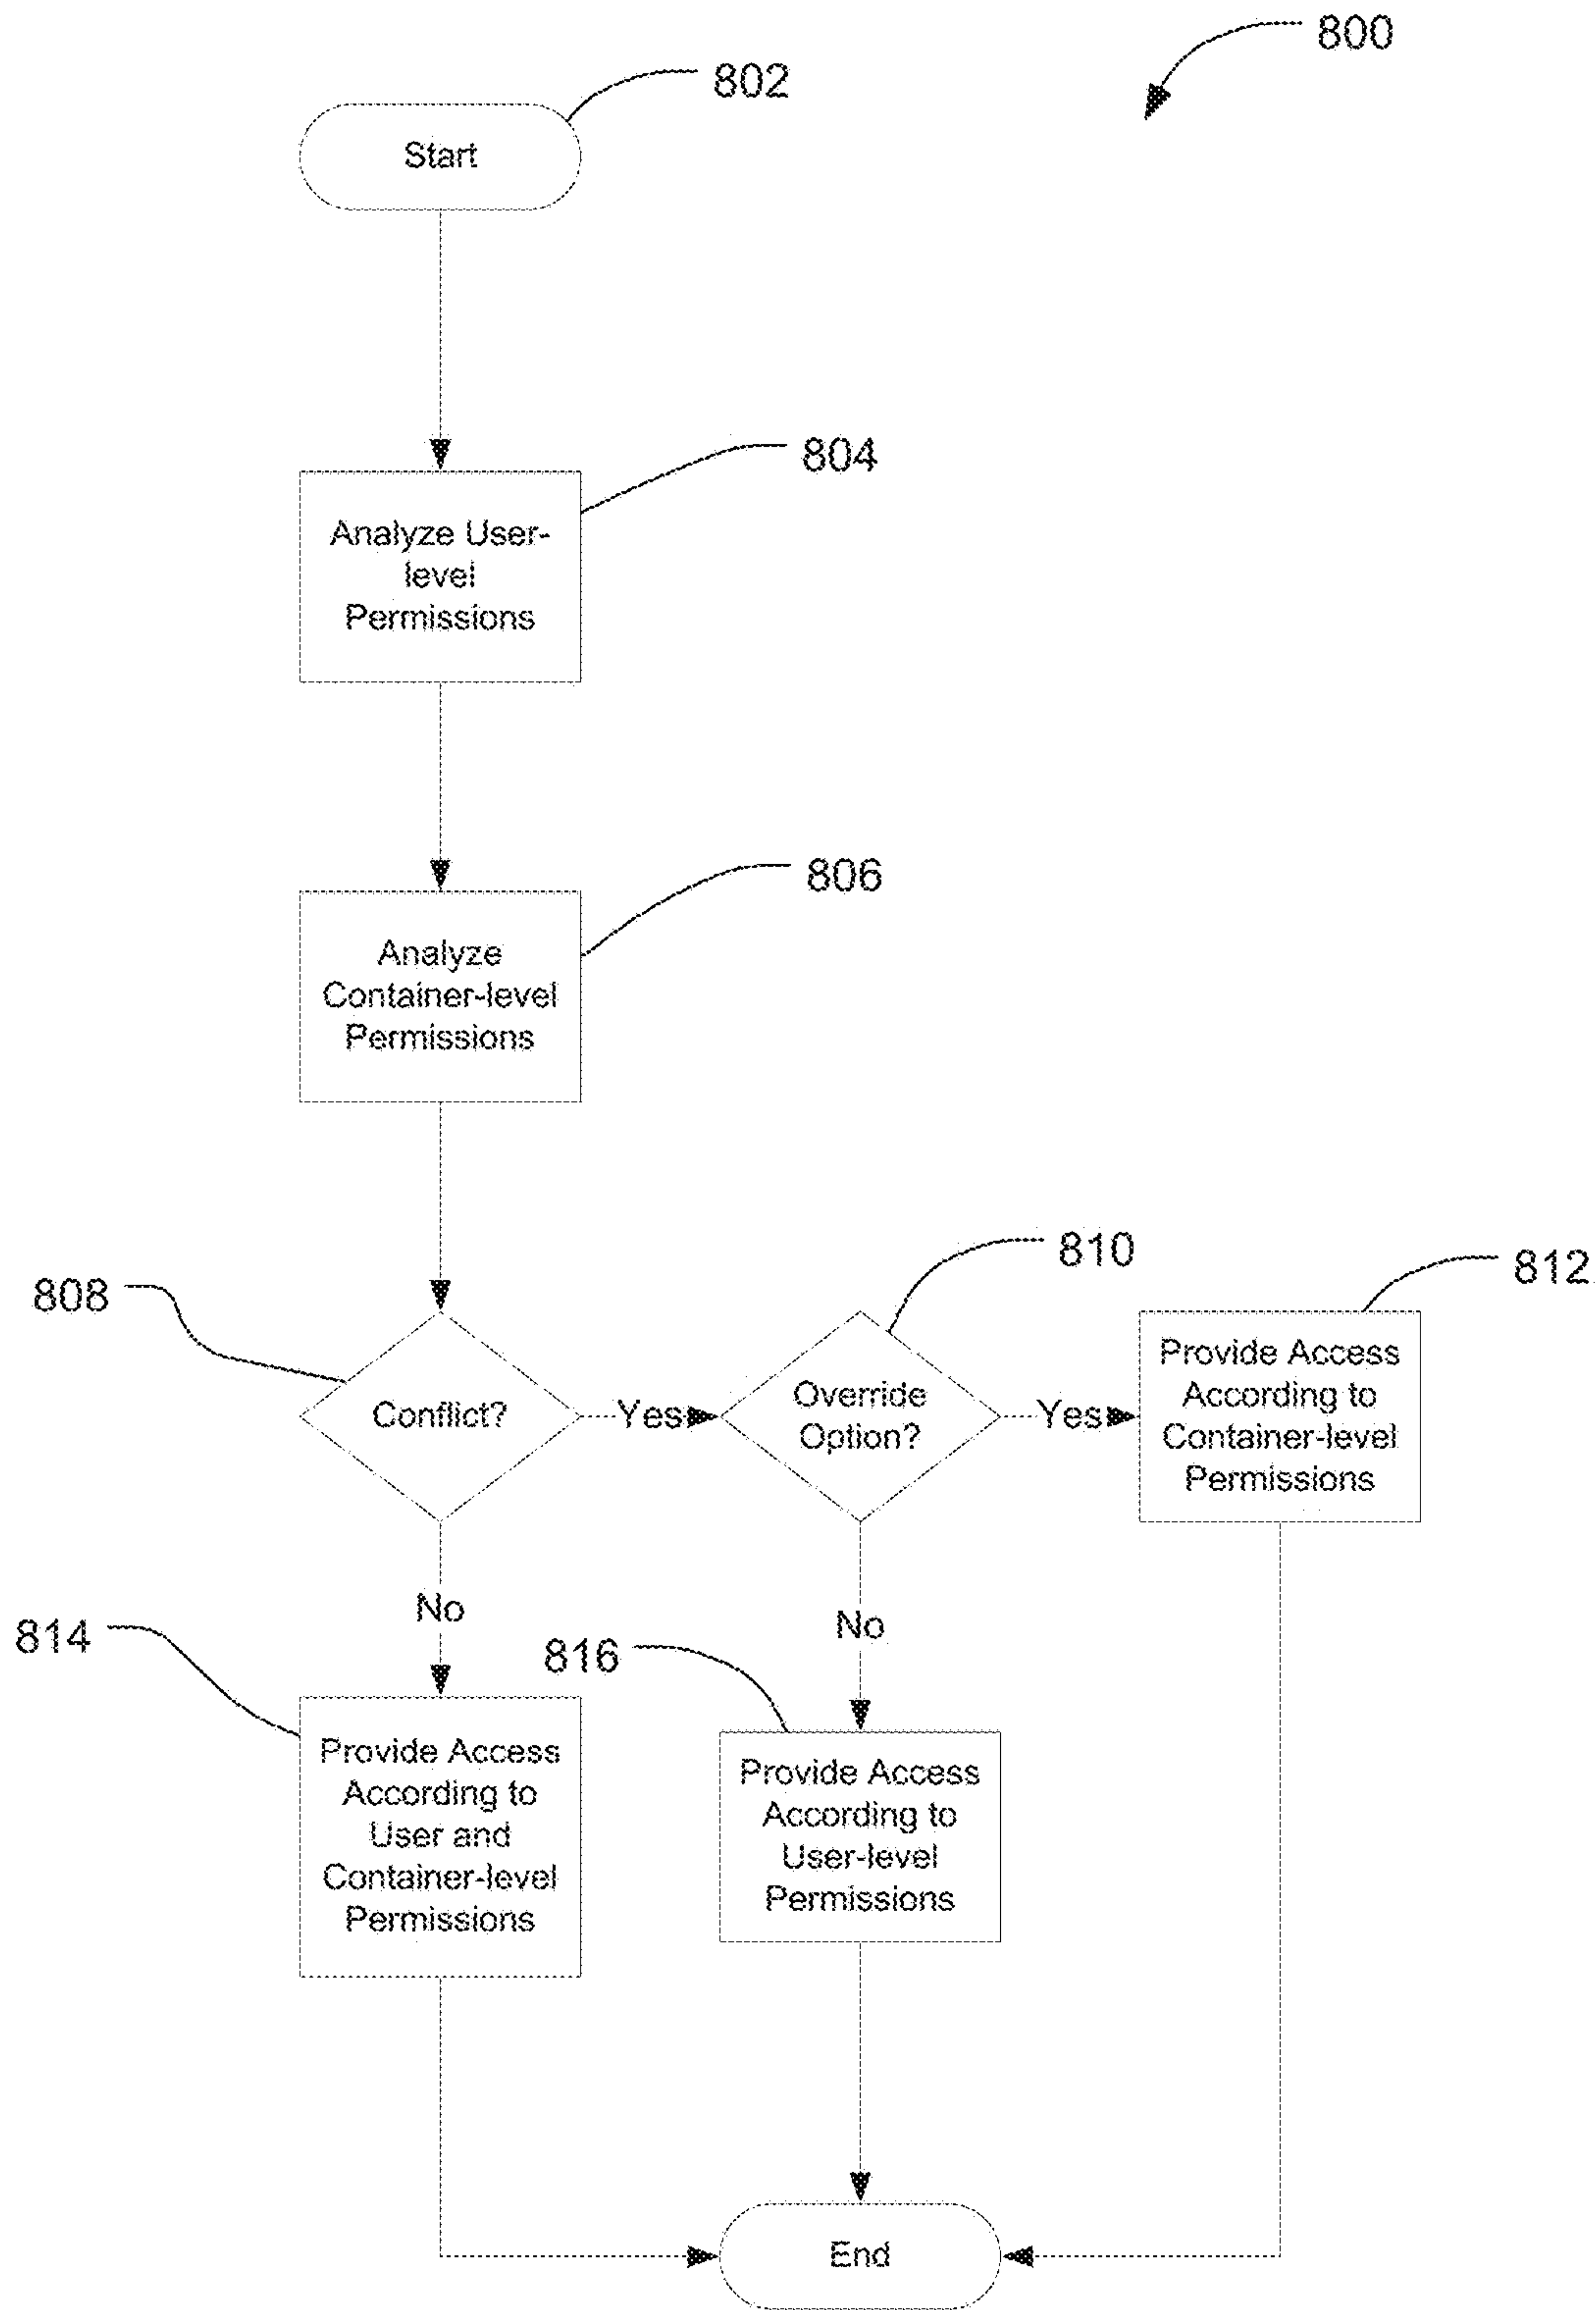 800
802
Start
804
Analyze User-
level
Permissions
806
Analyze
Container-level
Permissions
808
Conflict?
Yes
810
Override
Option?
Yes
812
Provide Access
According to
Container-level
Permissions
No
814
Provide Access
According to
User and
Container-level
Permissions
No
816
Provide Access
According to
User-level
Permissions
End